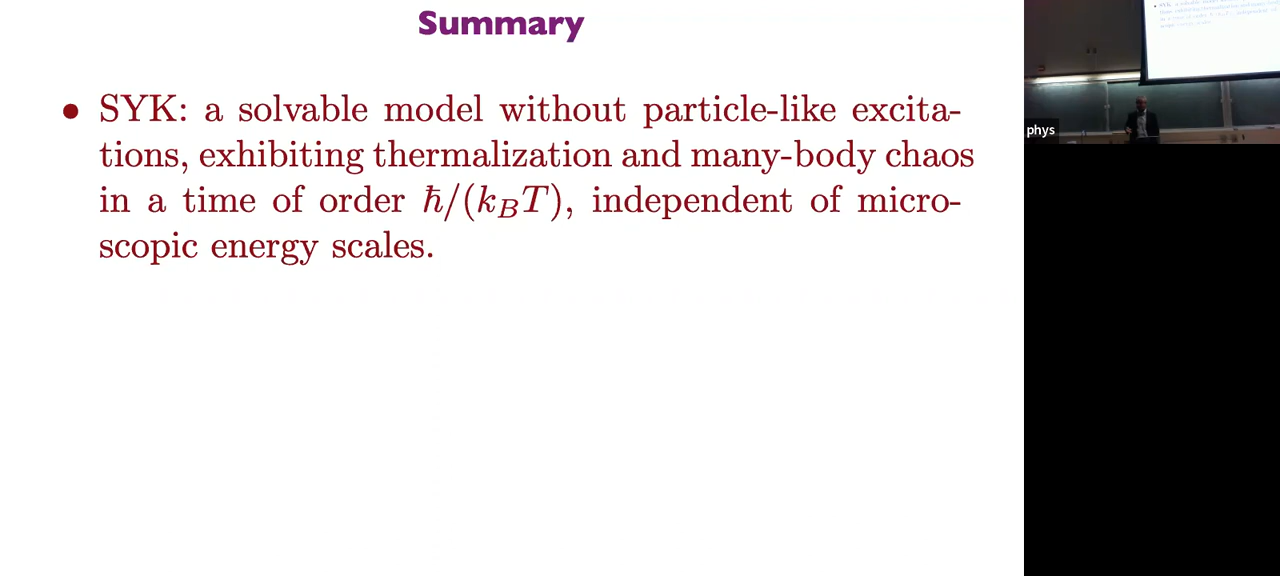 Summary
• SYK: a solvable model without particle-like excita-
tions, exhibiting thermalization and many-body chaos
in a time of order ℏ/(k_BT), independent of micro-
scopic energy scales.
phys